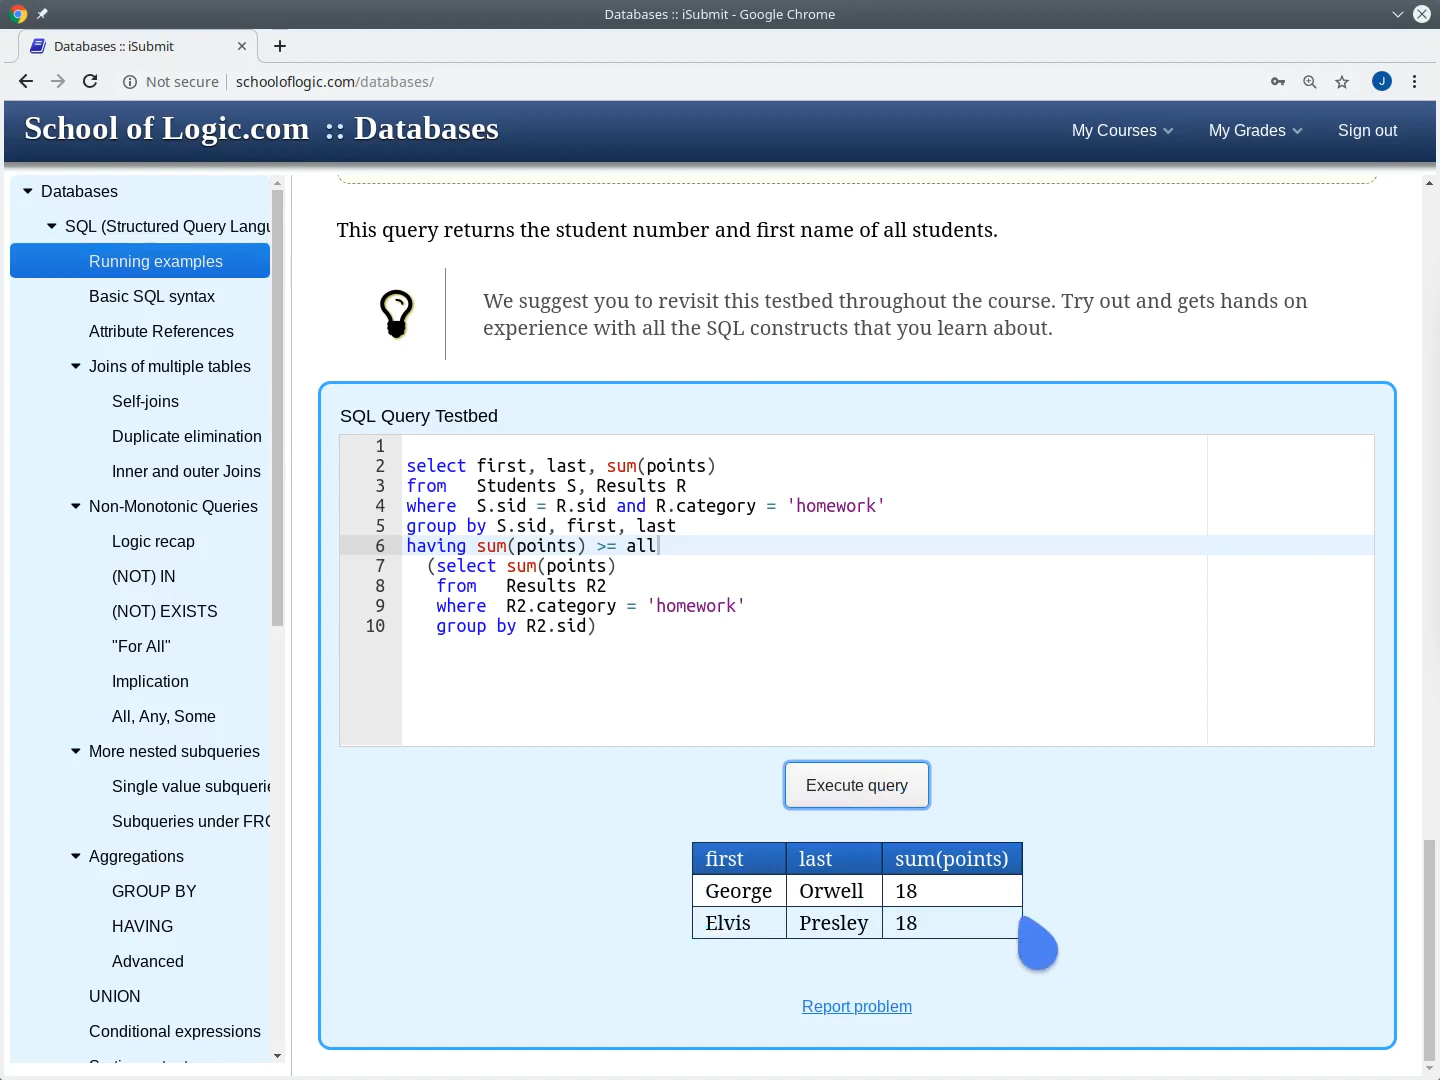 Databases :: iSubmit - Google Chrome
Databases :: iSubmit
Not secure
schooloflogic.com/databases/
J
School of Logic.com :: Databases
My Courses
My Grades
Sign out
Databases
SQL (Structured Query Langu
Running examples
Basic SQL syntax
Attribute References
Joins of multiple tables
Self-joins
Duplicate elimination
Inner and outer Joins
Non-Monotonic Queries
Logic recap
(NOT) IN
(NOT) EXISTS
"For All"
Implication
All, Any, Some
More nested subqueries
Single value subquerie
Subqueries under FRO
Aggregations
GROUP BY
HAVING
Advanced
UNION
Conditional expressions
This query returns the student number and first name of all students.
We suggest you to revisit this testbed throughout the course. Try out and gets hands on
experience with all the SQL constructs that you learn about.
SQL Query Testbed
1
2 select first, last, sum(points)
3 from   Students S, Results R
4 where  S.sid = R.sid and R.category = 'homework'
5 group by S.sid, first, last
6 having sum(points) >= all
7   (select sum(points)
8    from   Results R2
9    where  R2.category = 'homework'
10    group by R2.sid)
Execute query
first last sum(points)
George Orwell 18
Elvis Presley 18
Report problem